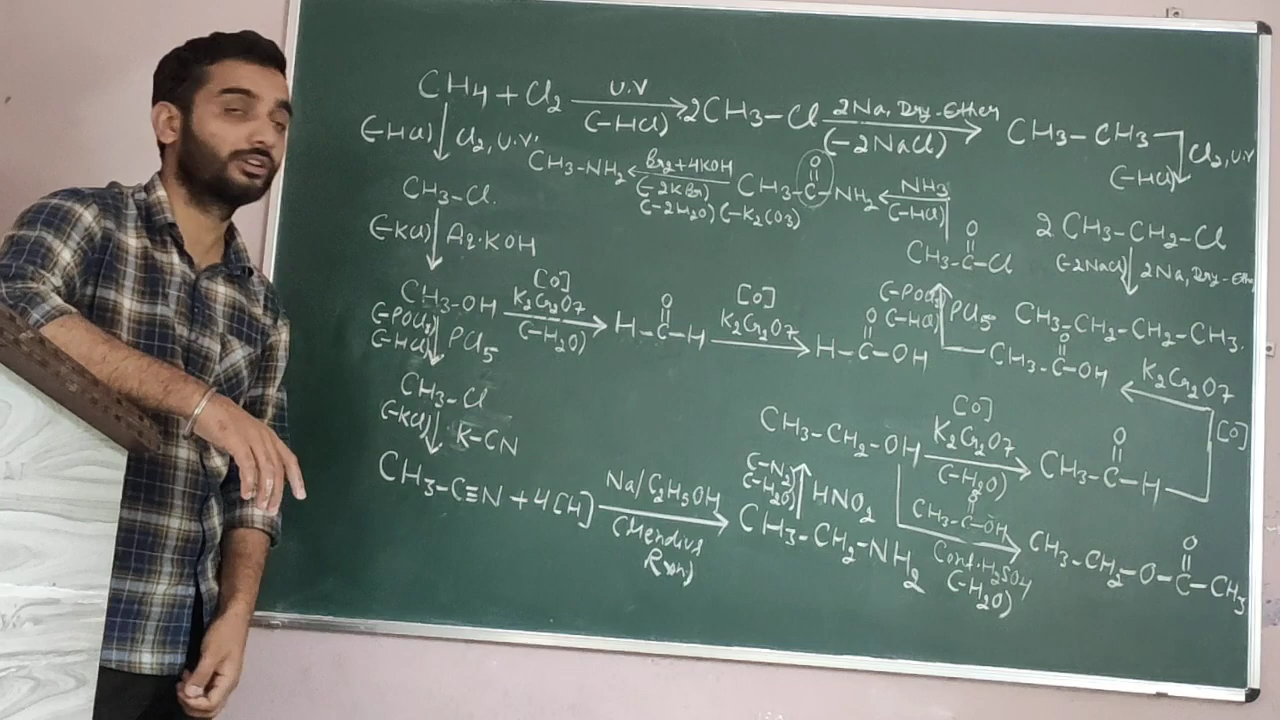 CH4 + Cl2 U.V (-HCl) 2CH3-Cl 2Na, Dry-Ether (-2NaCl) CH3-CH3
(-HCl) Cl2, U.V. Cl2, U.V (-HCl)
CH3-NH2 Br2+4KOH (-2KBr) (-2H2O) (-K2CO3) CH3-C-NH2 O NH3 (-HCl)
CH3-Cl.
2 CH3-CH2-Cl
(-KCl) Aq.KOH
O CH3-C-Cl
(-2NaCl) 2Na, Dry-Ethe
CH3-OH [O] K2Cr2O7 (-H2O) O H-C-H [O] K2Cr2O7 O H-C-OH
(-POCl3) (-HCl) PCl5
CH3-CH2-CH2-CH3.
(-POCl3) (-HCl) PCl5
O CH3-C-OH K2Cr2O7 [O]
CH3-Cl
(-KCl) K-CN
CH3-CH2-OH [O] K2Cr2O7 (-H2O) O CH3-C-H
CH3-C≡N + 4[H] Na/C2H5OH (Mendius Rxn) CH3-CH2-NH2
(-N2) (-H2O) HNO2
O CH3-C-OH Conc.H2SO4 (-H2O) CH3-CH2-O-C-CH3 O